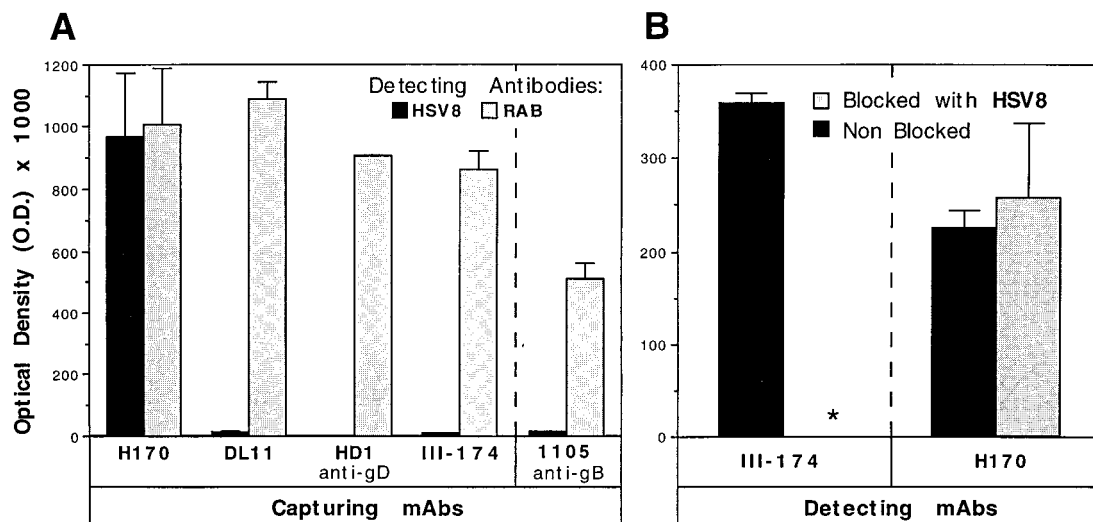 A
B
Optical Density (O.D.) x 1000
1200
1000
800
600
400
200
0
Detecting Antibodies:
HSV8 RAB
H170 DL11 HD1 III-174 1105
anti-gD anti-gB
Capturing mAbs
400
300
200
100
0
Blocked with HSV8
Non Blocked
*
III-174 H170
Detecting mAbs